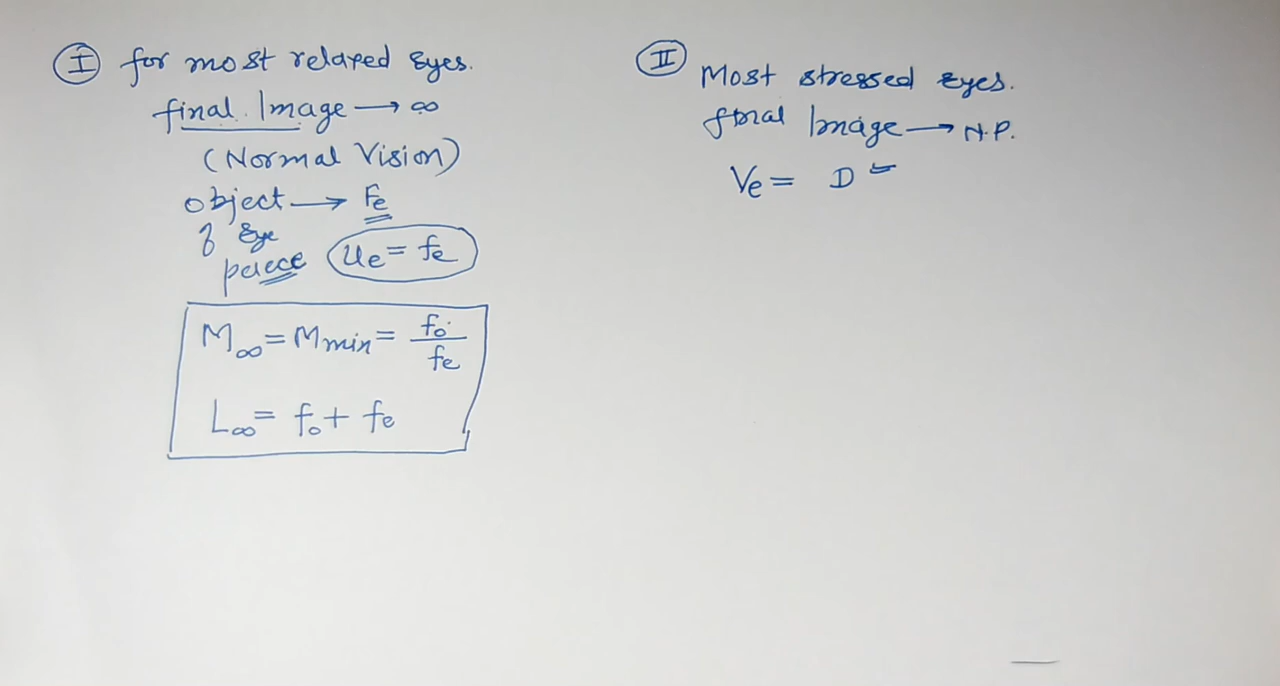 I for most relaxed Eyes.
final Image → ∞
(Normal Vision)
object → Fe
of Eye
peiece
ue = fe
M∞ = Mmin = fo/fe
L∞ = fo + fe
II Most stressed Eyes.
final Image → N.P.
Ve = D